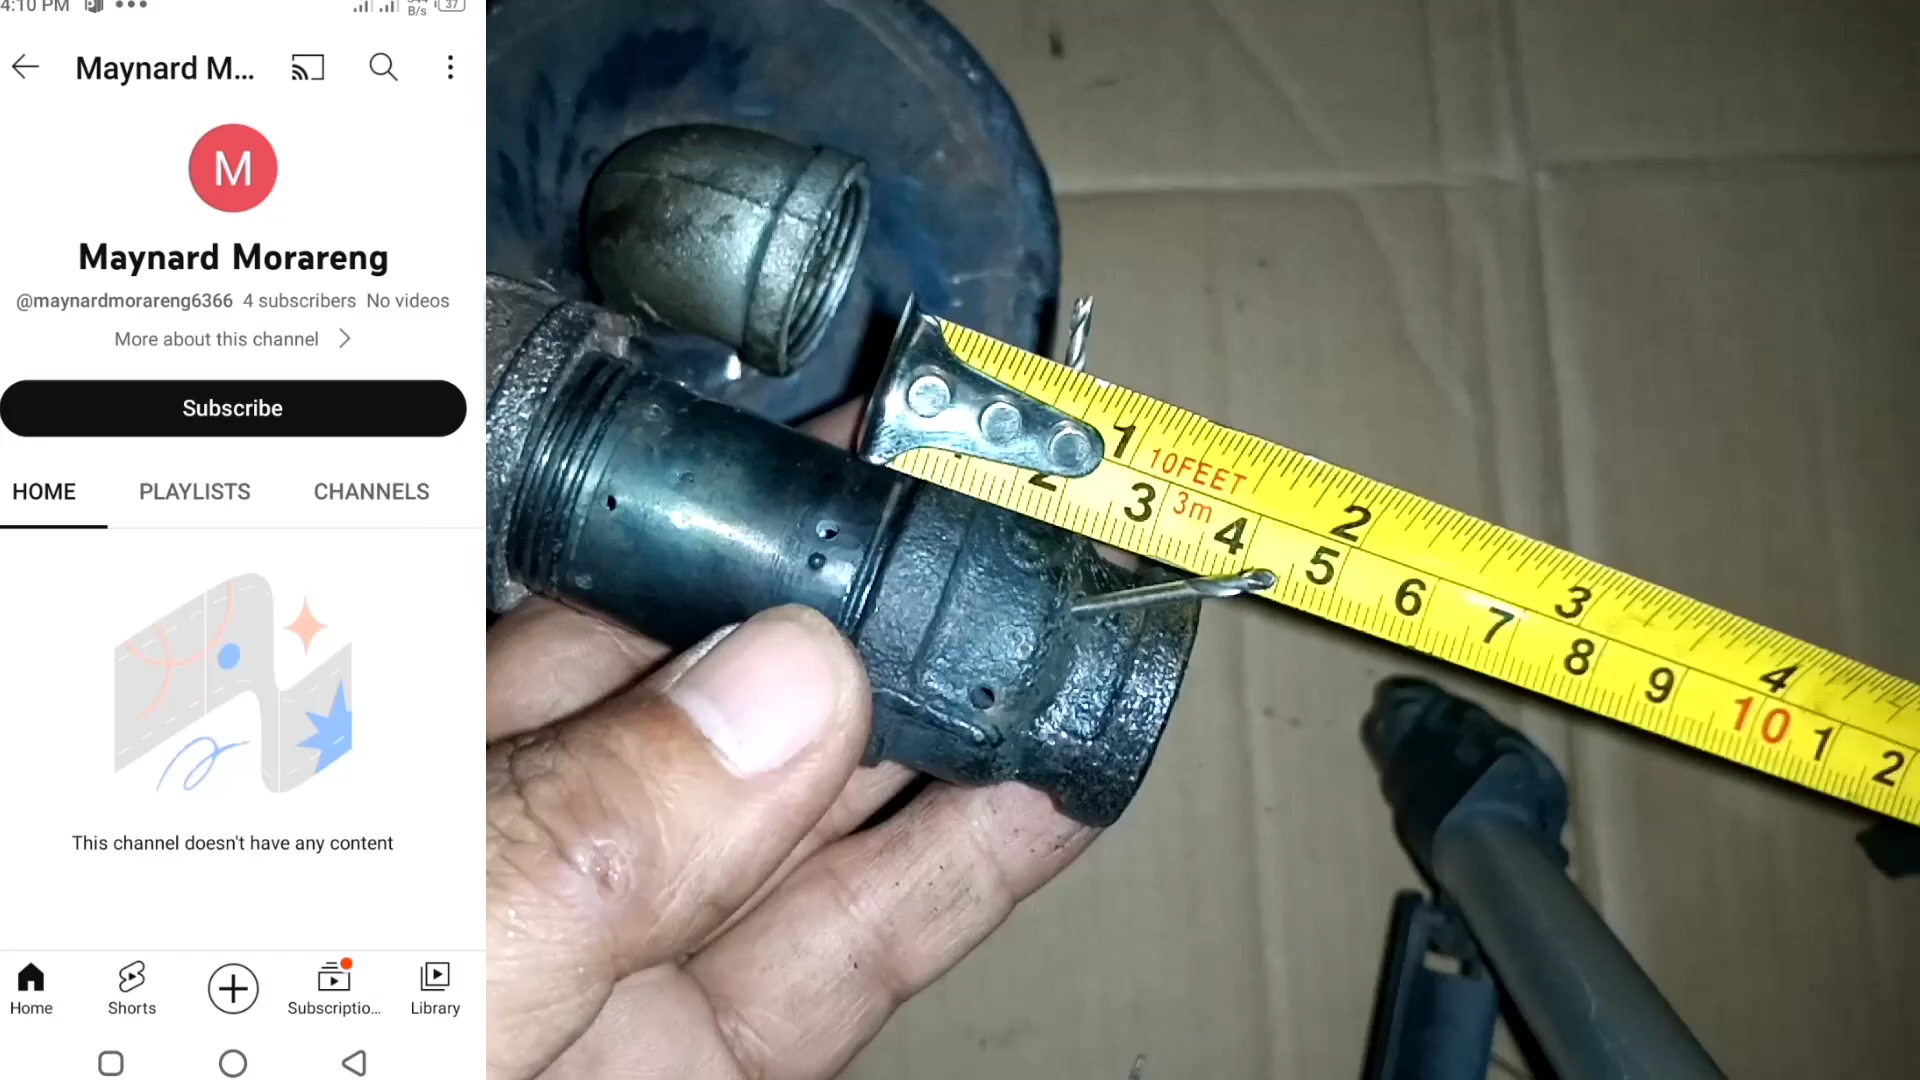 4:10 PM
B/s
37
Maynard M...
M
Maynard Morareng
@maynardmorareng6366 4 subscribers No videos
More about this channel
Subscribe
HOME PLAYLISTS CHANNELS
This channel doesn't have any content
Home Shorts Subscriptio... Library
1 2 3 4
10FEET
3m
2 3 4 5 6 7 8 9 10 1 2